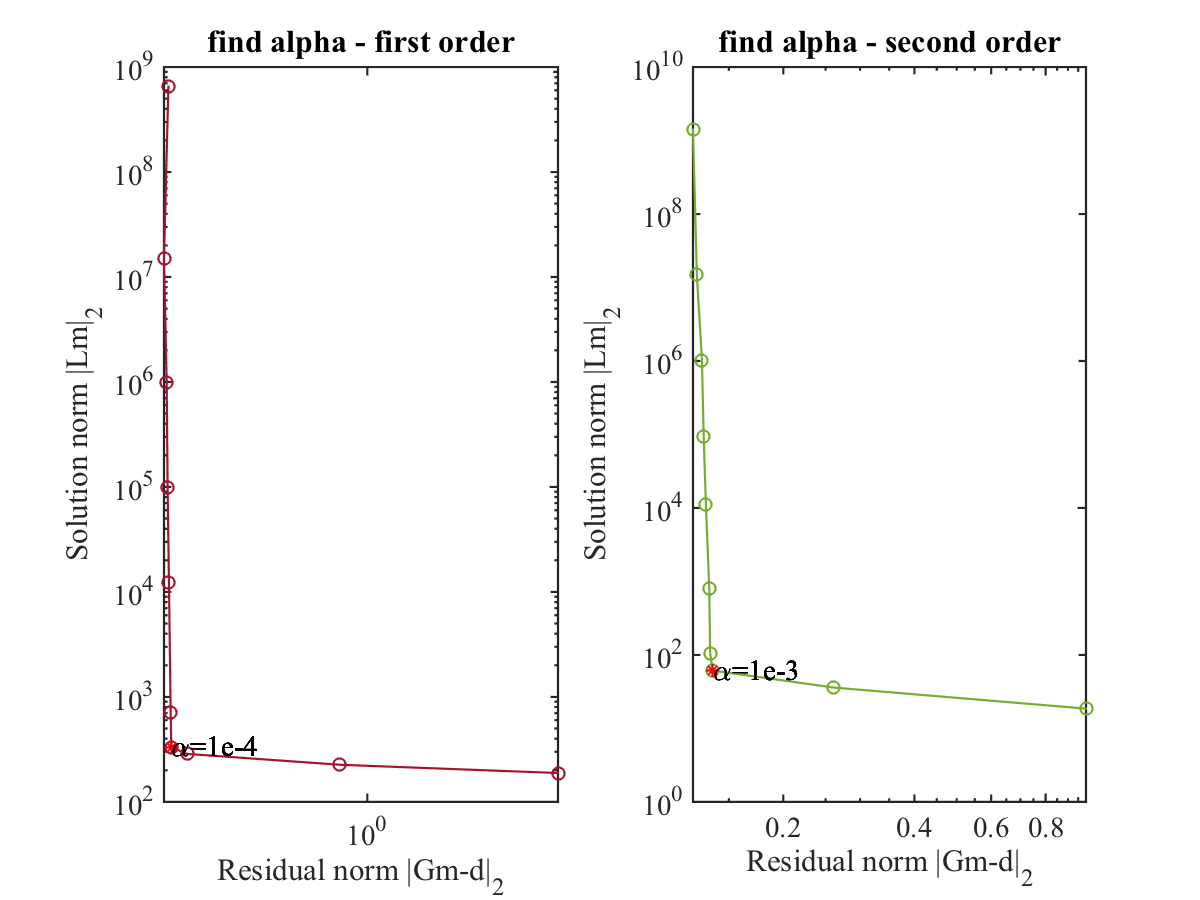 find alpha - first order
10^9
10^8
10^7
10^6
10^5
10^4
10^3
10^2
Solution norm |Lm|_2
α=1e-4
10^0
Residual norm |Gm-d|_2
find alpha - second order
10^10
10^8
10^6
10^4
10^2
10^0
Solution norm |Lm|_2
α=1e-3
0.2 0.4 0.6 0.8
Residual norm |Gm-d|_2